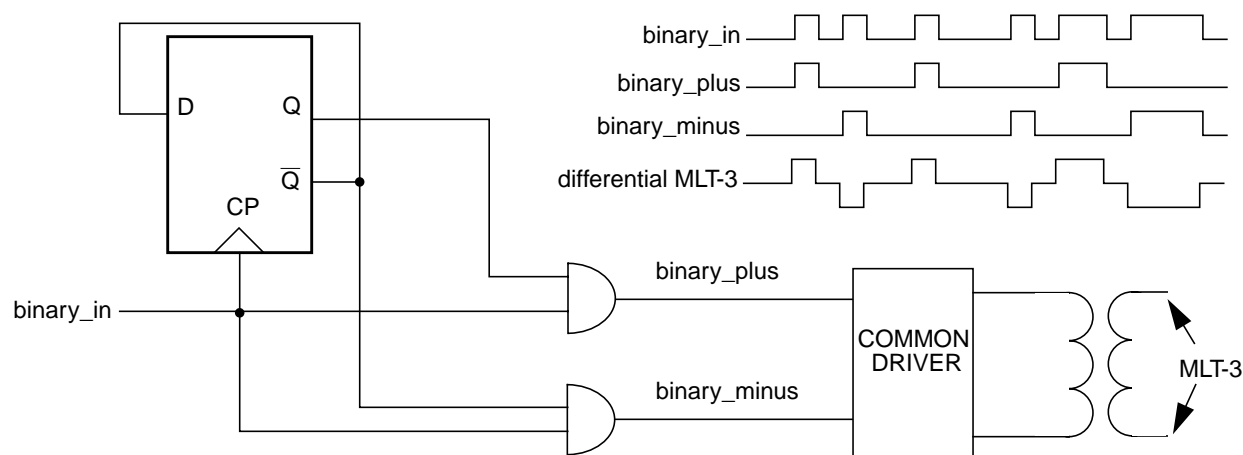 binary_in
binary_plus
binary_minus
differential MLT-3
D
Q
Q̅
CP
binary_in
binary_plus
binary_minus
COMMON
DRIVER
MLT-3